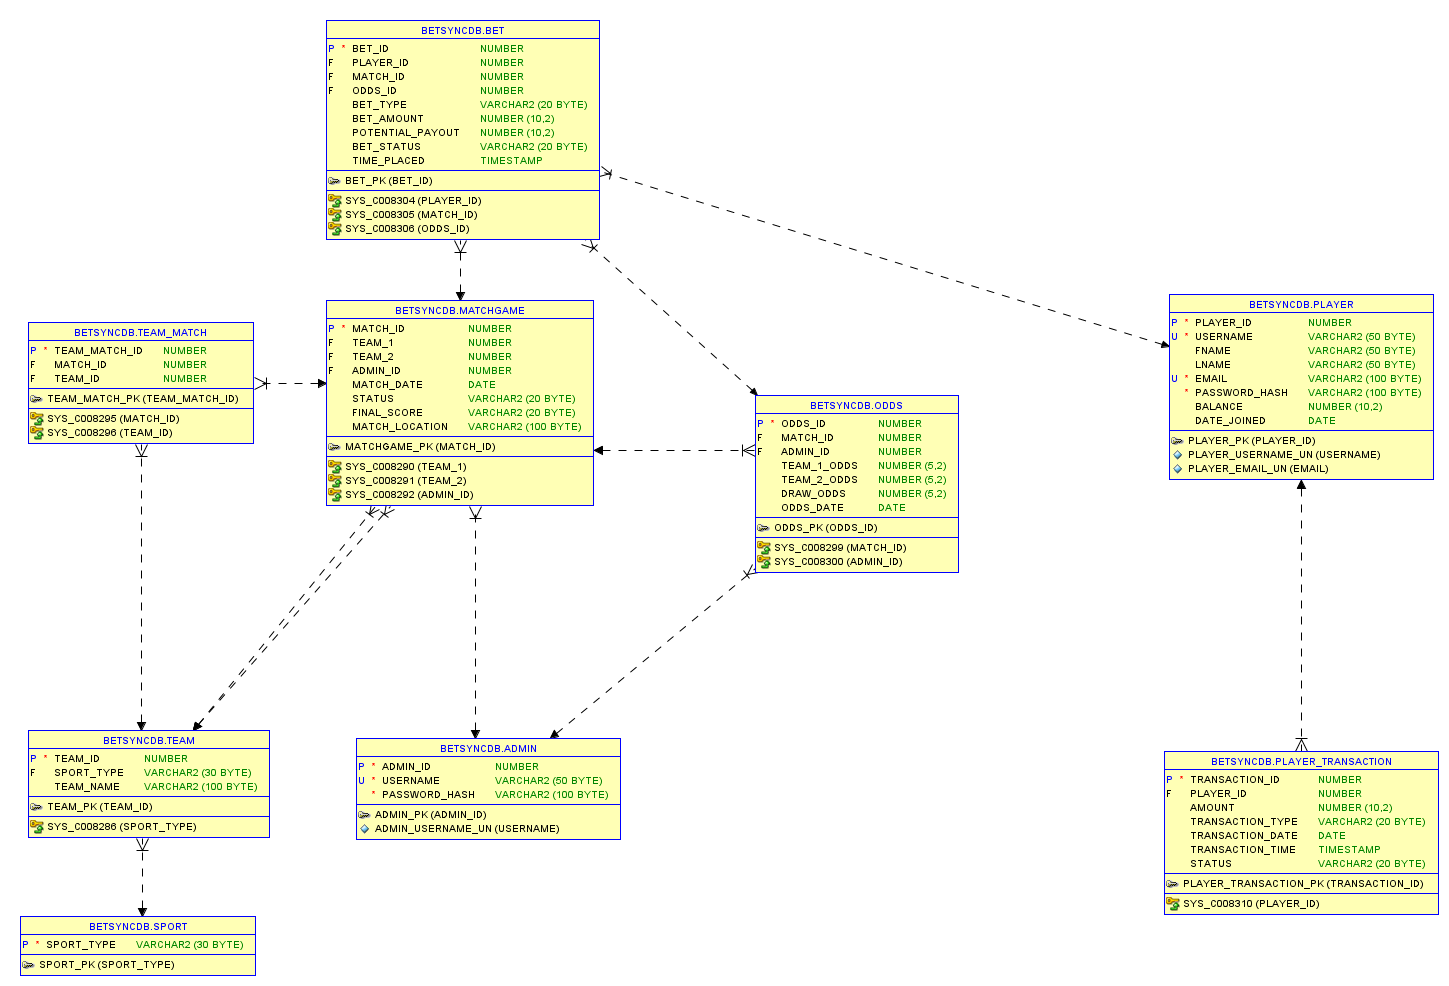 BETSYNCDB.BET
P * BET_ID NUMBER
F PLAYER_ID NUMBER
F MATCH_ID NUMBER
F ODDS_ID NUMBER
BET_TYPE VARCHAR2 (20 BYTE)
BET_AMOUNT NUMBER (10,2)
POTENTIAL_PAYOUT NUMBER (10,2)
BET_STATUS VARCHAR2 (20 BYTE)
TIME_PLACED TIMESTAMP
BET_PK (BET_ID)
SYS_C008304 (PLAYER_ID)
SYS_C008305 (MATCH_ID)
SYS_C008306 (ODDS_ID)
BETSYNCDB.TEAM_MATCH
P * TEAM_MATCH_ID NUMBER
F MATCH_ID NUMBER
F TEAM_ID NUMBER
TEAM_MATCH_PK (TEAM_MATCH_ID)
SYS_C008295 (MATCH_ID)
SYS_C008296 (TEAM_ID)
BETSYNCDB.MATCHGAME
P * MATCH_ID NUMBER
F TEAM_1 NUMBER
F TEAM_2 NUMBER
F ADMIN_ID NUMBER
MATCH_DATE DATE
STATUS VARCHAR2 (20 BYTE)
FINAL_SCORE VARCHAR2 (20 BYTE)
MATCH_LOCATION VARCHAR2 (100 BYTE)
MATCHGAME_PK (MATCH_ID)
SYS_C008290 (TEAM_1)
SYS_C008291 (TEAM_2)
SYS_C008292 (ADMIN_ID)
BETSYNCDB.ODDS
P * ODDS_ID NUMBER
F MATCH_ID NUMBER
F ADMIN_ID NUMBER
TEAM_1_ODDS NUMBER (5,2)
TEAM_2_ODDS NUMBER (5,2)
DRAW_ODDS NUMBER (5,2)
ODDS_DATE DATE
ODDS_PK (ODDS_ID)
SYS_C008299 (MATCH_ID)
SYS_C008300 (ADMIN_ID)
BETSYNCDB.PLAYER
P * PLAYER_ID NUMBER
U * USERNAME VARCHAR2 (50 BYTE)
FNAME VARCHAR2 (50 BYTE)
LNAME VARCHAR2 (50 BYTE)
U * EMAIL VARCHAR2 (100 BYTE)
* PASSWORD_HASH VARCHAR2 (100 BYTE)
BALANCE NUMBER (10,2)
DATE_JOINED DATE
PLAYER_PK (PLAYER_ID)
PLAYER_USERNAME_UN (USERNAME)
PLAYER_EMAIL_UN (EMAIL)
BETSYNCDB.TEAM
P * TEAM_ID NUMBER
F SPORT_TYPE VARCHAR2 (30 BYTE)
TEAM_NAME VARCHAR2 (100 BYTE)
TEAM_PK (TEAM_ID)
SYS_C008286 (SPORT_TYPE)
BETSYNCDB.ADMIN
P * ADMIN_ID NUMBER
U * USERNAME VARCHAR2 (50 BYTE)
* PASSWORD_HASH VARCHAR2 (100 BYTE)
ADMIN_PK (ADMIN_ID)
ADMIN_USERNAME_UN (USERNAME)
BETSYNCDB.PLAYER_TRANSACTION
P * TRANSACTION_ID NUMBER
F PLAYER_ID NUMBER
AMOUNT NUMBER (10,2)
TRANSACTION_TYPE VARCHAR2 (20 BYTE)
TRANSACTION_DATE DATE
TRANSACTION_TIME TIMESTAMP
STATUS VARCHAR2 (20 BYTE)
PLAYER_TRANSACTION_PK (TRANSACTION_ID)
SYS_C008310 (PLAYER_ID)
BETSYNCDB.SPORT
P * SPORT_TYPE VARCHAR2 (30 BYTE)
SPORT_PK (SPORT_TYPE)